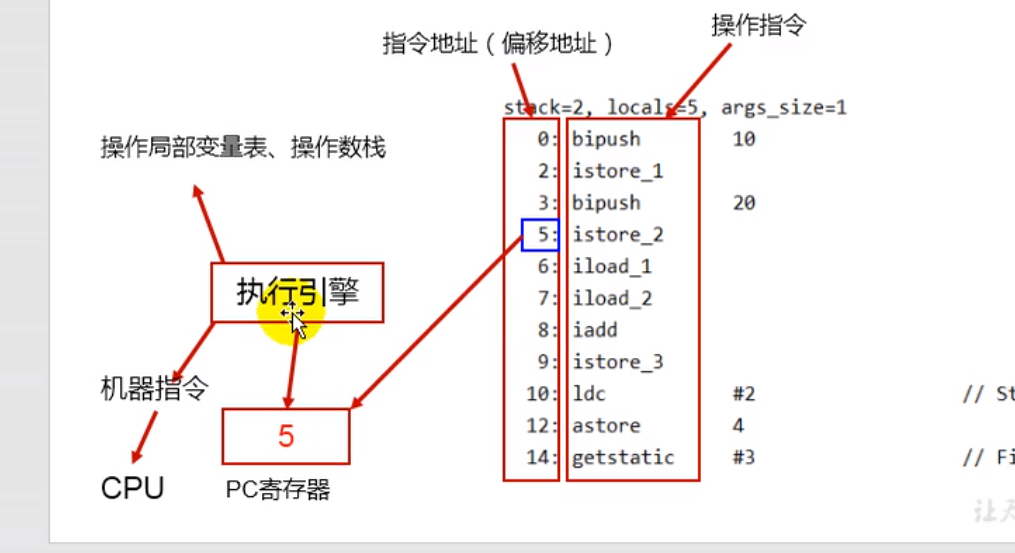 指令地址（偏移地址）
操作指令
stack=2, locals=5, args_size=1
操作局部变量表、操作数栈
0: bipush 10
2: istore_1
3: bipush 20
5: istore_2
6: iload_1
7: iload_2
8: iadd
9: istore_3
10: ldc #2 // St
12: astore 4
14: getstatic #3 // Fi
执行引擎
机器指令
5
CPU
PC寄存器
让天